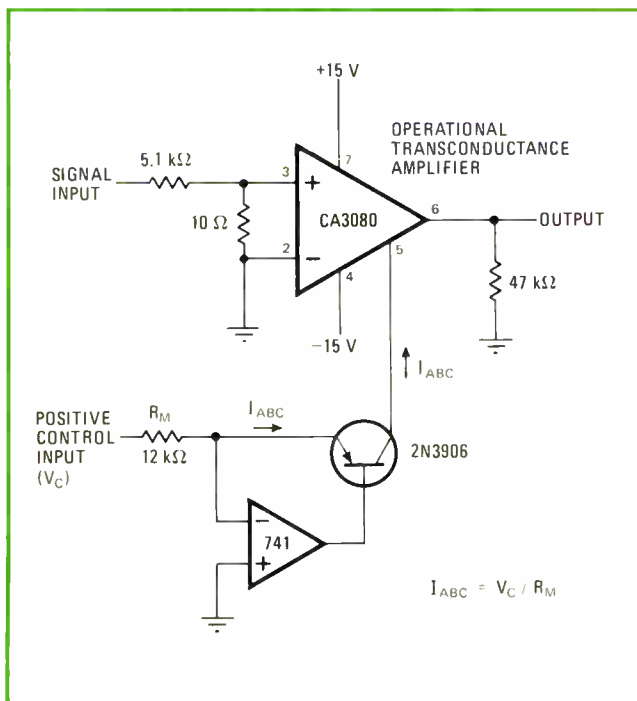 +15 V
OPERATIONAL
TRANSCONDUCTANCE
AMPLIFIER
SIGNAL
INPUT
5.1 kΩ
3
7
+
10 Ω
CA3080
6
OUTPUT
2
−
5
4
47 kΩ
−15 V
I_ABC
POSITIVE
CONTROL
INPUT
(V_C)
R_M
12 kΩ
I_ABC
2N3906
−
741
+
I_ABC = V_C / R_M